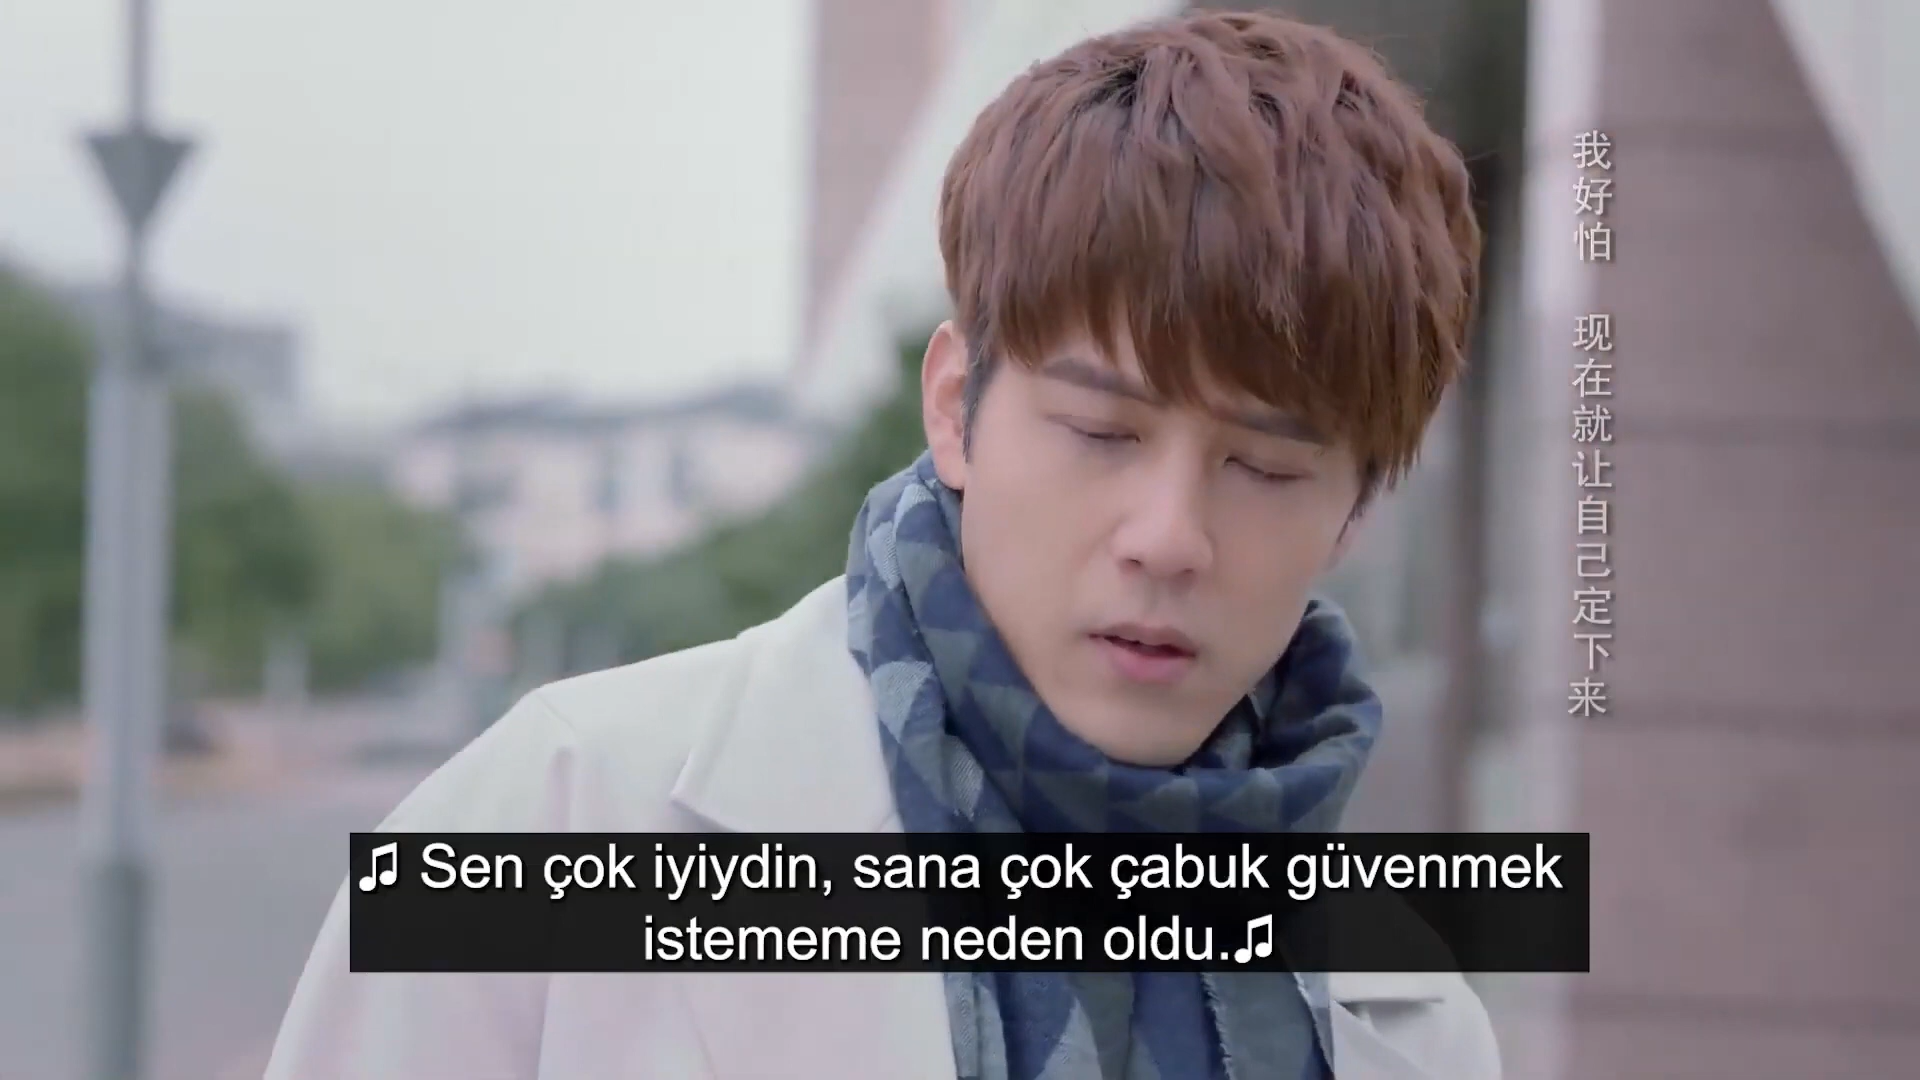 我好怕 现在就让自己定下来
♫ Sen çok iyiydin, sana çok çabuk güvenmek
istememe neden oldu.♫